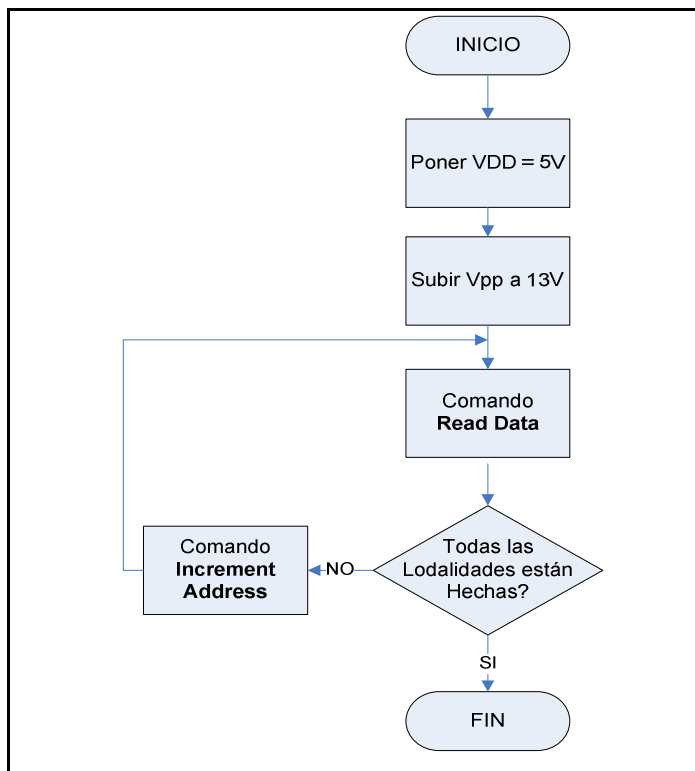 INICIO
Poner VDD = 5V
Subir Vpp a 13V
Comando
Read Data
Todas las
Lodalidades están
Hechas?
NO
Comando
Increment
Address
SI
FIN